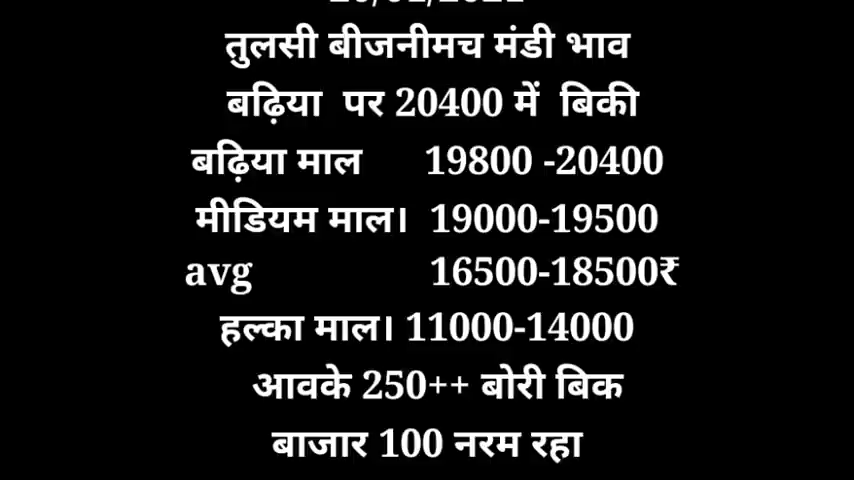 तुलसी बीजनीमच मंडी भाव
बढ़िया पर 20400 में बिकी
बढ़िया माल 19800 -20400
मीडियम माल। 19000-19500
avg 16500-18500₹
हल्का माल। 11000-14000
आवके 250++ बोरी बिक
बाजार 100 नरम रहा